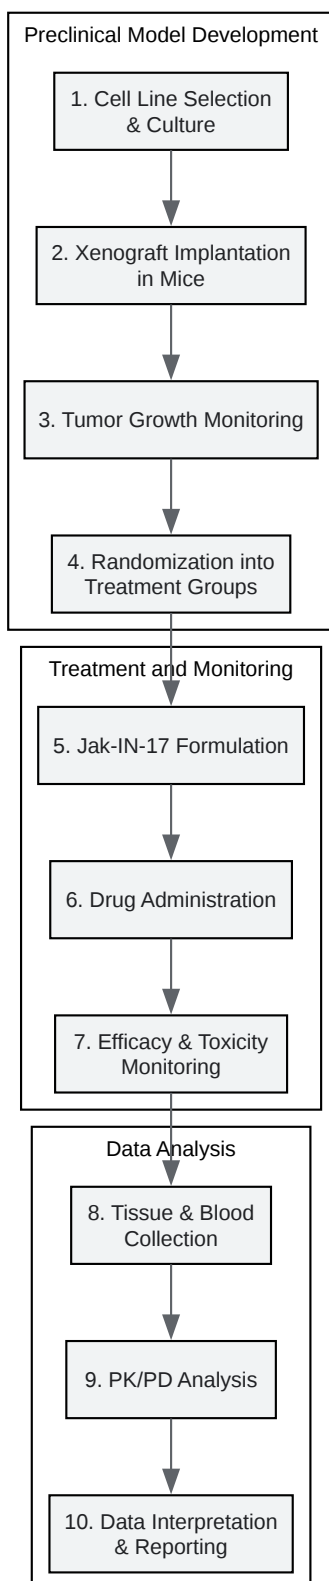 Preclinical Model Development
1. Cell Line Selection
& Culture
2. Xenograft Implantation
in Mice
3. Tumor Growth Monitoring
4. Randomization into
Treatment Groups
Treatment and Monitoring
5. Jak-IN-17 Formulation
6. Drug Administration
7. Efficacy & Toxicity
Monitoring
Data Analysis
8. Tissue & Blood
Collection
9. PK/PD Analysis
10. Data Interpretation
& Reporting